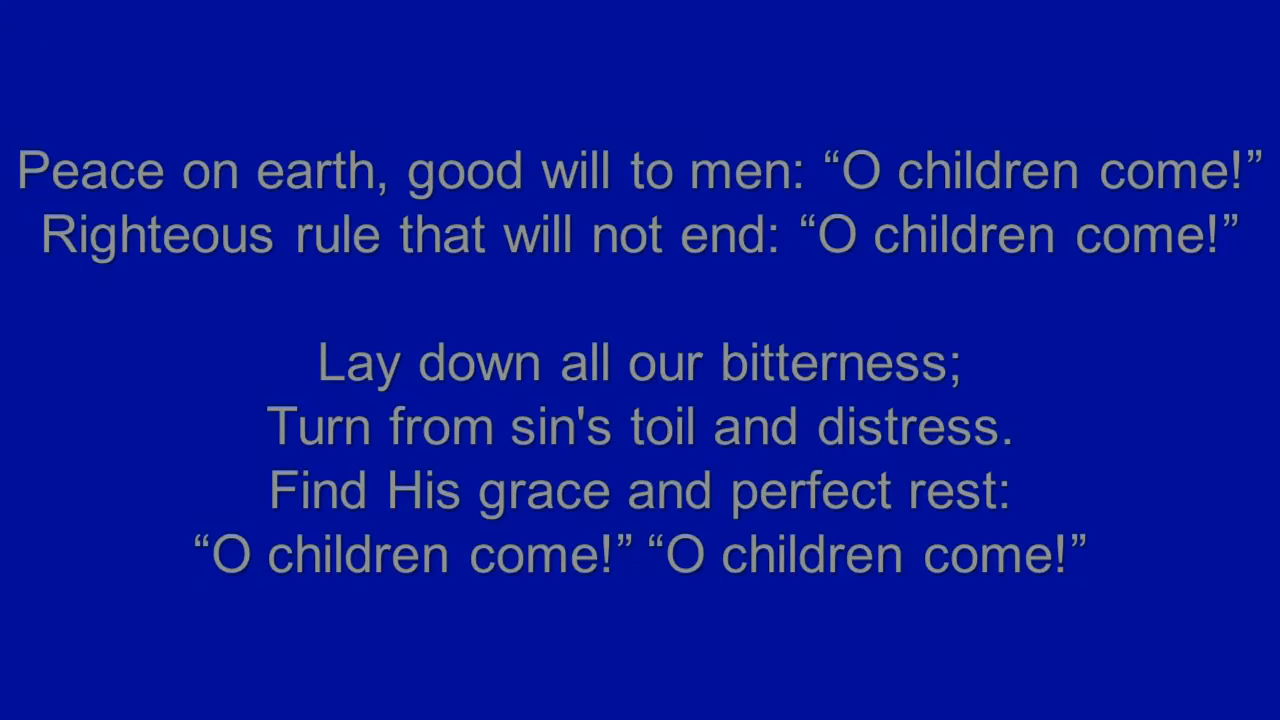 Peace on earth, good will to men: “O children come!”
Righteous rule that will not end: “O children come!”
Lay down all our bitterness;
Turn from sin's toil and distress.
Find His grace and perfect rest:
“O children come!” “O children come!”